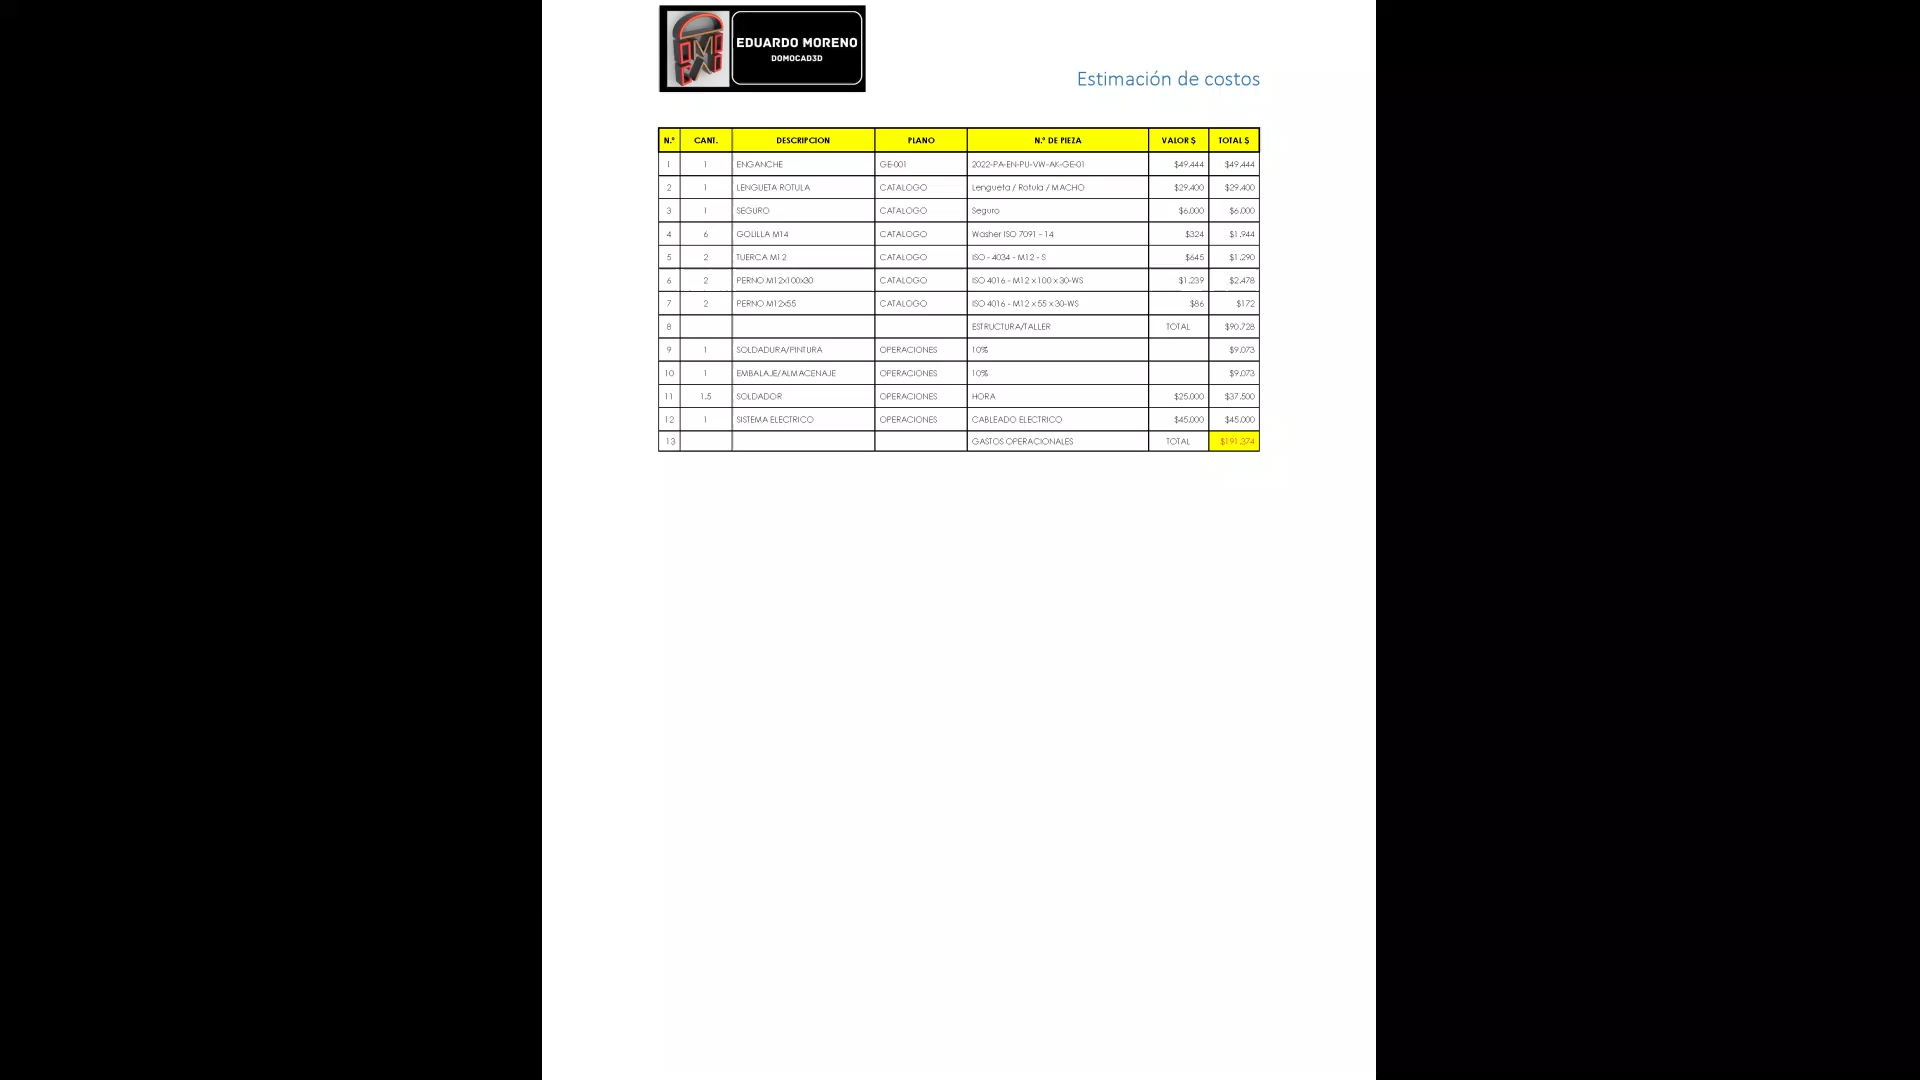 EDUARDO MORENO
DOMOCAD3D
Estimación de costos
N.º CANT. DESCRIPCION PLANO N.º DE PIEZA VALOR $ TOTAL $
1 1 ENGANCHE GE-001 2022-PA-EN-PU-VW-AK-GE-01 $49.444 $49.444
2 1 LENGUETA ROTULA CATALOGO Lengueta / Rotula / MACHO $29.400 $29.400
3 1 SEGURO CATALOGO Seguro $6.000 $6.000
4 6 GOLILLA M14 CATALOGO Washer ISO 7091 - 14 $324 $1.944
5 2 TUERCA M12 CATALOGO ISO - 4034 - M12 - S $645 $1.290
6 2 PERNO M12x100x30 CATALOGO ISO 4016 - M12 x 100 x 30-WS $1.239 $2.478
7 2 PERNO M12x55 CATALOGO ISO 4016 - M12 x 55 x 30-WS $86 $172
8 ESTRUCTURA/TALLER TOTAL $90.728
9 1 SOLDADURA/PINTURA OPERACIONES 10% $9.073
10 1 EMBALAJE/ALMACENAJE OPERACIONES 10% $9.073
11 1.5 SOLDADOR OPERACIONES HORA $25.000 $37.500
12 1 SISTEMA ELECTRICO OPERACIONES CABLEADO ELECTRICO $45.000 $45.000
13 GASTOS OPERACIONALES TOTAL $191.374